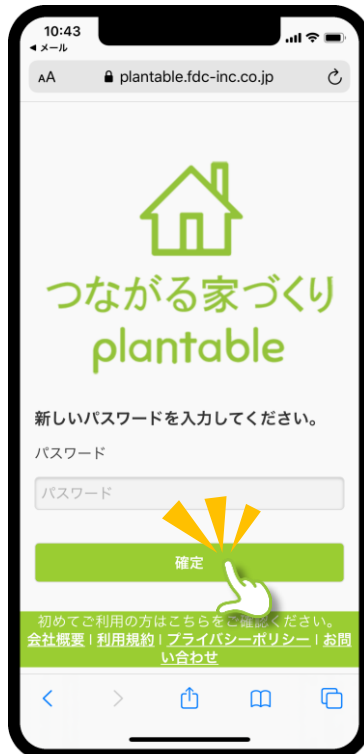 10:43
◀ メール
AA plantable.fdc-inc.co.jp
つながる家づくり
plantable
新しいパスワードを入力してください。
パスワード
パスワード
確定
初めてご利用の方はこちらをご確認ください。
会社概要 | 利用規約 | プライバシーポリシー | お問
い合わせ